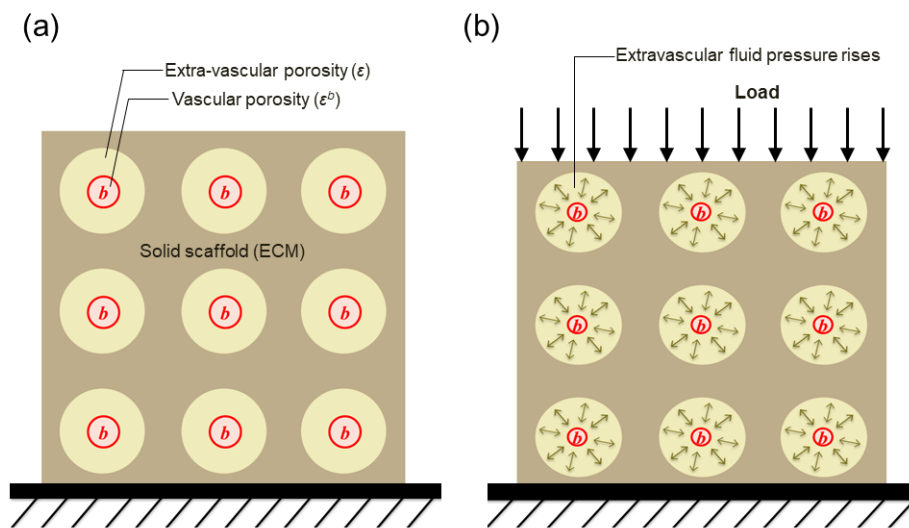 (a)
Extra-vascular porosity (ε)
Vascular porosity (εᵇ)
b b b
Solid scaffold (ECM)
b b b
b b b
(b)
Extravascular fluid pressure rises
Load
b b b
b b b
b b b